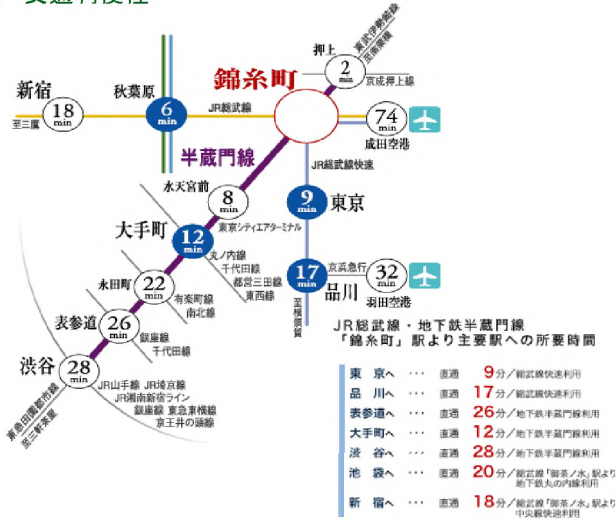 交通利便性
東武伊勢崎線
至南栗橋
押上
2
min
京成押上線
錦糸町
新宿
18
min
至三鷹
秋葉原
6
min
JR総武線
74
min
成田空港
半蔵門線
JR総武線快速
水天宮前
8
min
東京シティエアターミナル
9
min
東京
大手町
12
min
丸ノ内線
千代田線
都営三田線
東西線
17
min
品川
京浜急行
32
min
羽田空港
至横須賀
永田町
22
min
有楽町線
南北線
表参道
26
min
銀座線
千代田線
渋谷
28
min
JR山手線 JR埼京線
JR湘南新宿ライン
銀座線 東急東横線
京王井の頭線
東急田園都市線
至三軒茶屋
JR総武線・地下鉄半蔵門線
「錦糸町」駅より主要駅への所要時間
東 京へ ・・・ 直通 9分/総武線快速利用
品 川へ ・・・ 直通 17分/総武線快速利用
表参道へ ・・・ 直通 26分/地下鉄半蔵門線利用
大手町へ ・・・ 直通 12分/地下鉄半蔵門線利用
渋 谷へ ・・・ 直通 28分/地下鉄半蔵門線利用
池 袋へ ・・・ 直通 20分/総武線「御茶ノ水」駅より
地下鉄丸の内線利用
新 宿へ ・・・ 直通 18分/総武線「御茶ノ水」駅より
中央線快速利用